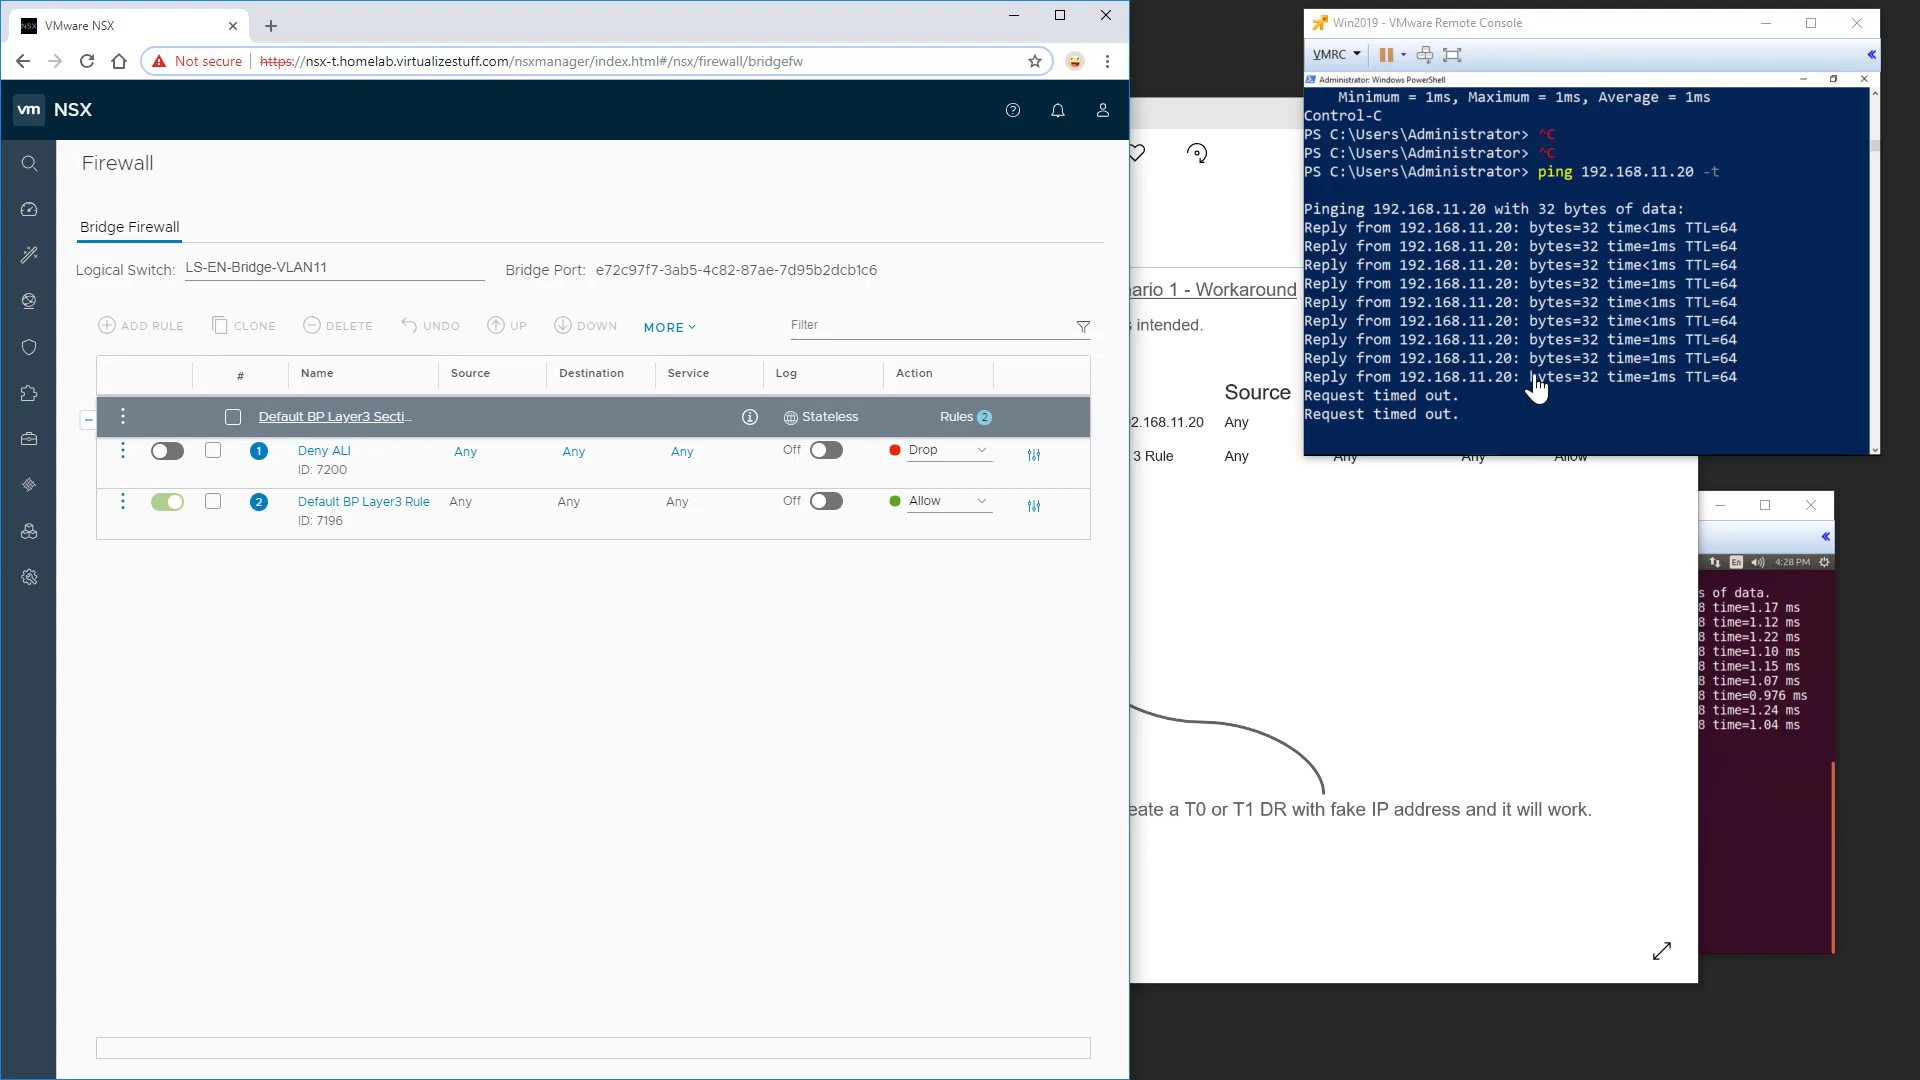 VMware NSX
Not secure
https://nsx-t.homelab.virtualizestuff.com/nsxmanager/index.html#/nsx/firewall/bridgefw
vm NSX
Firewall
Bridge Firewall
Logical Switch: LS-EN-Bridge-VLAN11
Bridge Port: e72c97f7-3ab5-4c82-87ae-7d95b2dcb1c6
ADD RULE CLONE DELETE UNDO UP DOWN MORE Filter
# Name Source Destination Service Log Action
Default BP Layer3 Secti... Stateless Rules 2
1 Deny ALl Any Any Any Off Drop
ID: 7200
2 Default BP Layer3 Rule Any Any Any Off Allow
ID: 7196
Win2019 - VMware Remote Console
VMRC
Administrator: Windows PowerShell
Minimum = 1ms, Maximum = 1ms, Average = 1ms
Control-C
PS C:\Users\Administrator> ^C
PS C:\Users\Administrator> ^C
PS C:\Users\Administrator> ping 192.168.11.20 -t
Pinging 192.168.11.20 with 32 bytes of data:
Reply from 192.168.11.20: bytes=32 time<1ms TTL=64
Reply from 192.168.11.20: bytes=32 time=1ms TTL=64
Reply from 192.168.11.20: bytes=32 time<1ms TTL=64
Reply from 192.168.11.20: bytes=32 time=1ms TTL=64
Reply from 192.168.11.20: bytes=32 time<1ms TTL=64
Reply from 192.168.11.20: bytes=32 time<1ms TTL=64
Reply from 192.168.11.20: bytes=32 time=1ms TTL=64
Reply from 192.168.11.20: bytes=32 time=1ms TTL=64
Reply from 192.168.11.20: bytes=32 time=1ms TTL=64
Request timed out.
Request timed out.
ario 1 - Workaround
s intended.
Source
2.168.11.20 Any
3 Rule Any Any Any Allow
eate a T0 or T1 DR with fake IP address and it will work.
En 4:28 PM
s of data.
8 time=1.17 ms
8 time=1.12 ms
8 time=1.22 ms
8 time=1.10 ms
8 time=1.15 ms
8 time=1.07 ms
8 time=0.976 ms
8 time=1.24 ms
8 time=1.04 ms